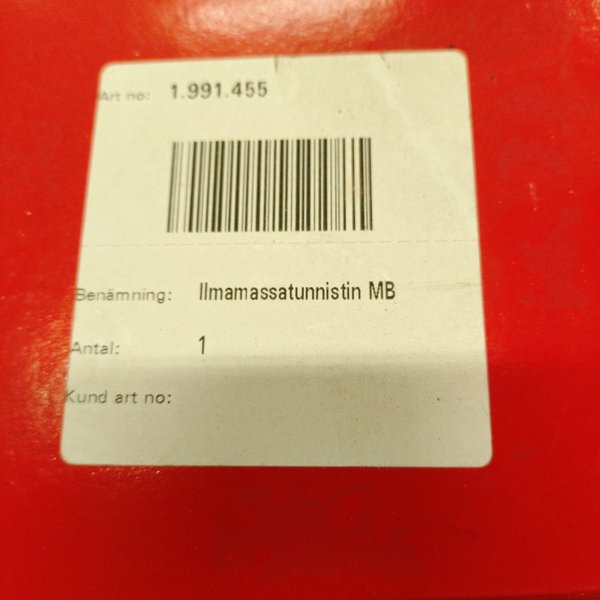 Art no: 1.991.455
Benämning: Ilmamassatunnistin MB
Antal: 1
Kund art no: